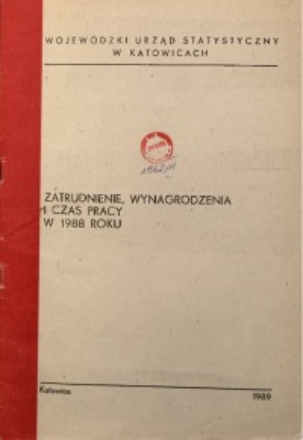 WOJEWÓDZKI URZĄD STATYSTYCZNY
W KATOWICACH
ZATRUDNIENIE, WYNAGRODZENIA
I CZAS PRACY
W 1988 ROKU
Katowice
1989